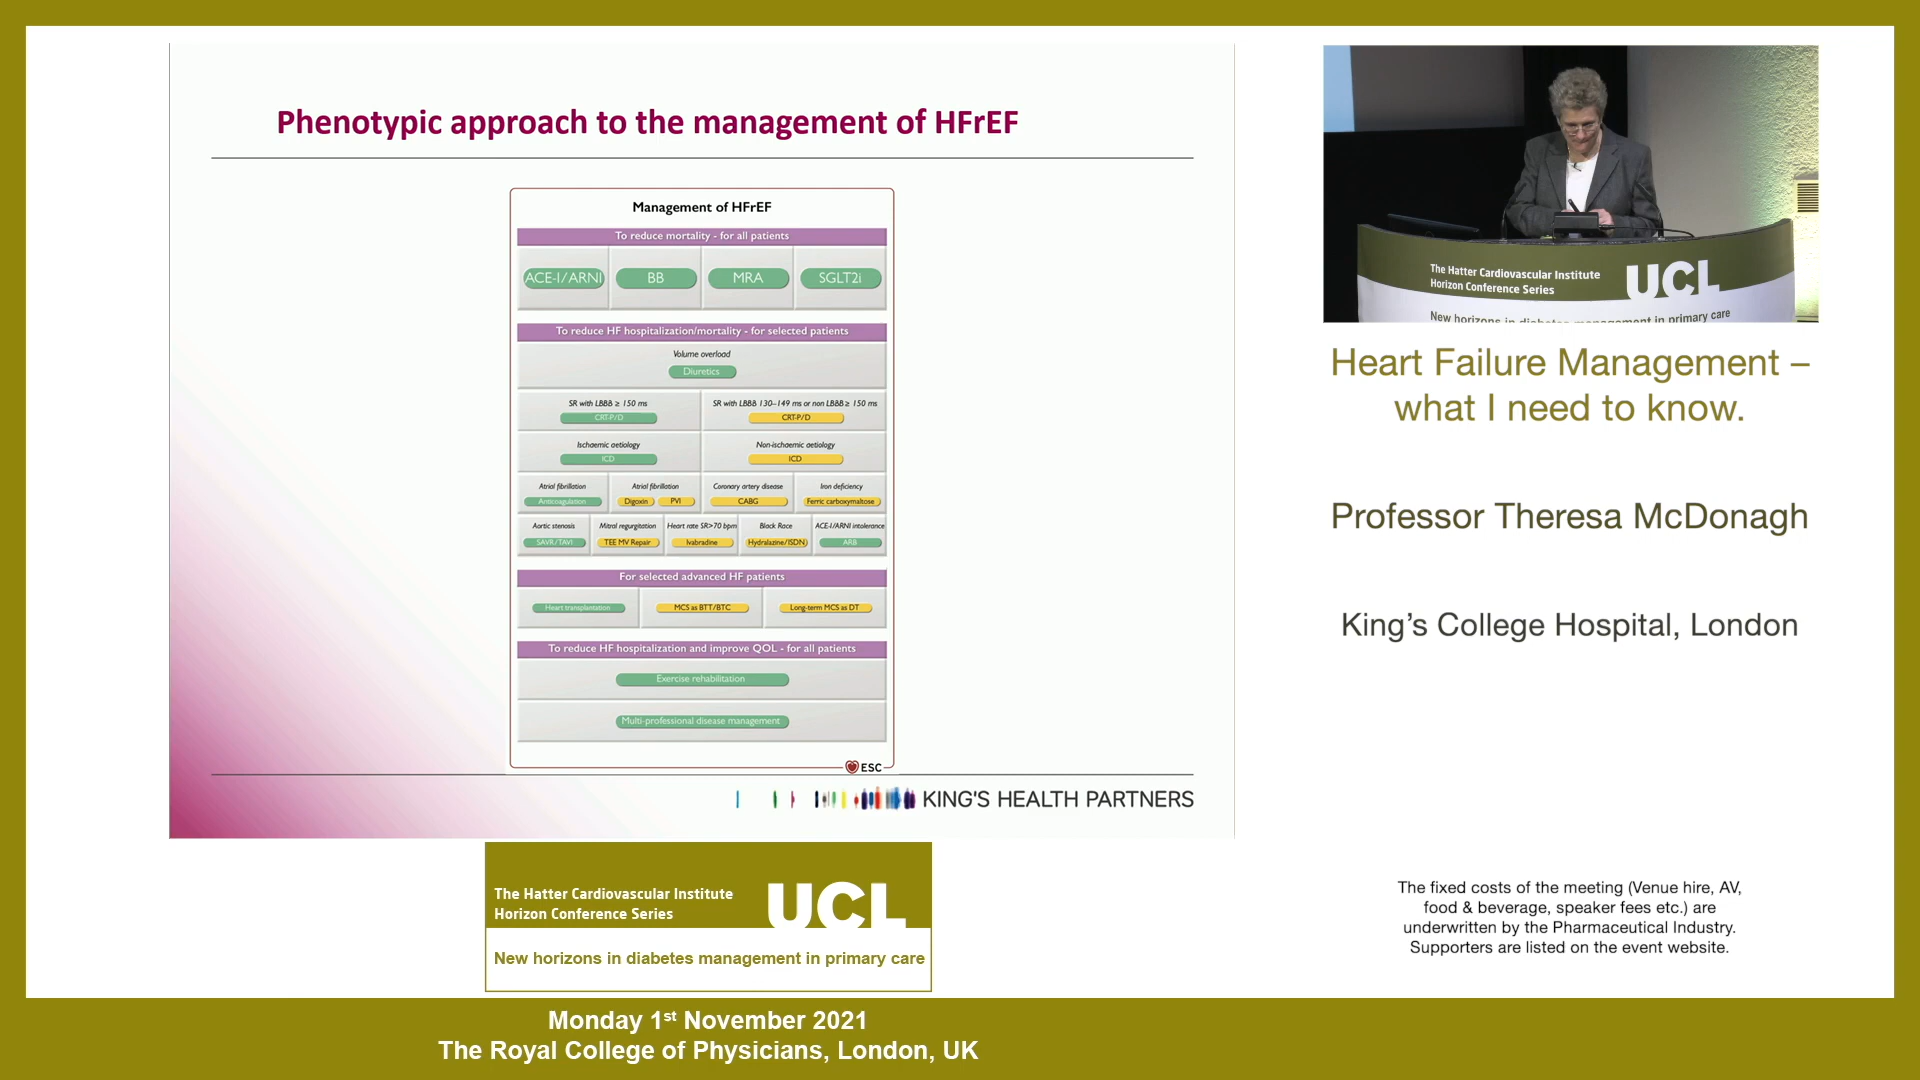 Phenotypic approach to the management of HFrEF
Management of HFrEF
To reduce mortality - for all patients
ACE-I/ARNI BB MRA SGLT2i
To reduce HF hospitalization/mortality - for selected patients
Volume overload
Diuretics
SR with LBBB ≥ 150 ms SR with LBBB 130–149 ms or non LBBB ≥ 150 ms
CRT-P/D CRT-P/D
Ischaemic aetiology Non-ischaemic aetiology
ICD ICD
Atrial fibrillation Atrial fibrillation Coronary artery disease Iron deficiency
Anticoagulation Digoxin PVI CABG Ferric carboxymaltose
Aortic stenosis Mitral regurgitation Heart rate SR>70 bpm Black Race ACE-I/ARNI intolerance
SAVR/TAVI TEE MV Repair Ivabradine Hydralazine/ISDN ARB
For selected advanced HF patients
Heart transplantation MCS as BTT/BTC Long-term MCS as DT
To reduce HF hospitalization and improve QOL - for all patients
Exercise rehabilitation
Multi-professional disease management
ESC
KING'S HEALTH PARTNERS
The Hatter Cardiovascular Institute
Horizon Conference Series
UCL
New horizons in diabetes management in primary care
Heart Failure Management –
what I need to know.
Professor Theresa McDonagh
King's College Hospital, London
The fixed costs of the meeting (Venue hire, AV,
food & beverage, speaker fees etc.) are
underwritten by the Pharmaceutical Industry.
Supporters are listed on the event website.
The Hatter Cardiovascular Institute
Horizon Conference Series
UCL
New horizons in diabetes management in primary care
Monday 1st November 2021
The Royal College of Physicians, London, UK